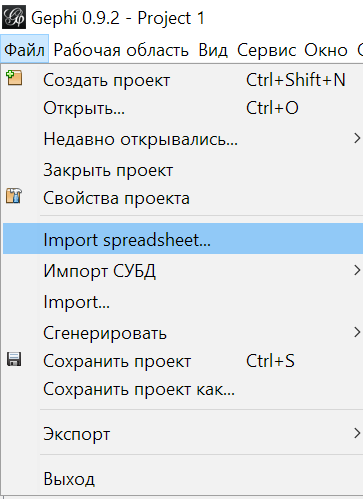 Gephi 0.9.2 - Project 1
Файл Рабочая область Вид Сервис Окно
Создать проект Ctrl+Shift+N
Открыть... Ctrl+O
Недавно открывались...
Закрыть проект
Свойства проекта
Import spreadsheet...
Импорт СУБД
Import...
Сгенерировать
Сохранить проект Ctrl+S
Сохранить проект как...
Экспорт
Выход